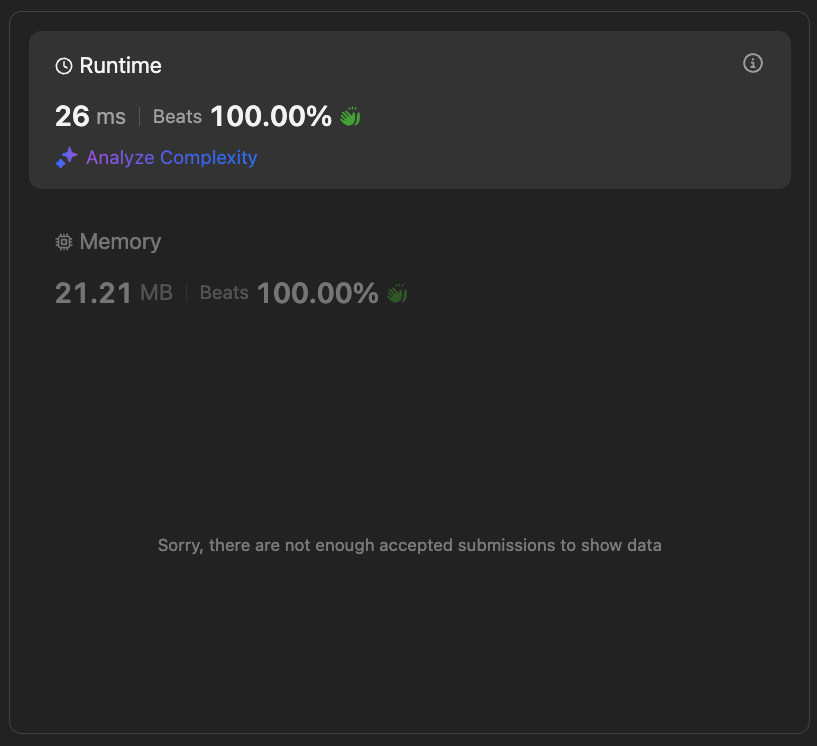 Runtime
26 ms | Beats 100.00%
Analyze Complexity
Memory
21.21 MB | Beats 100.00%
Sorry, there are not enough accepted submissions to show data